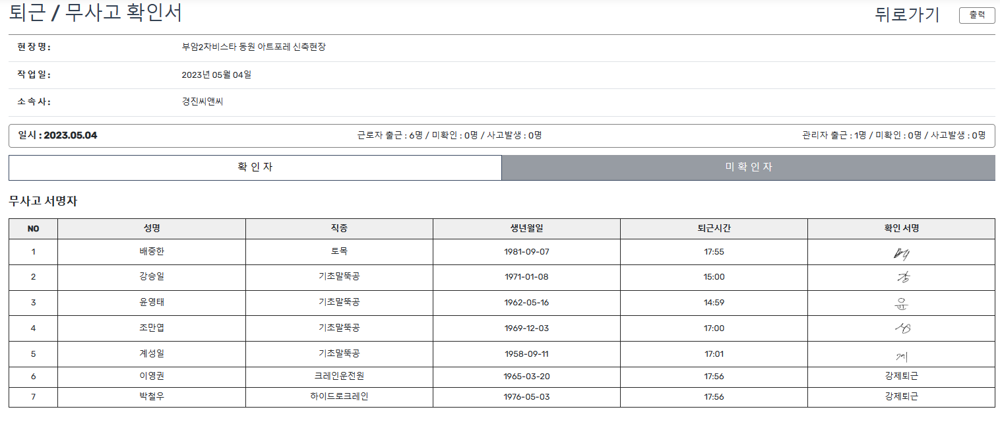 퇴근 / 무사고 확인서 뒤로가기 출력
현 장 명 : 부암2차비스타 동원 아트포레 신축현장
작 업 일 : 2023년 05월 04일
소 속 사 : 경진씨앤씨
일시 : 2023.05.04 근로자 출근 : 6명 / 미확인 : 0명 / 사고발생 : 0명 관리자 출근 : 1명 / 미확인 : 0명 / 사고발생 : 0명
확 인 자 미 확 인 자
무사고 서명자
NO 성명 직종 생년월일 퇴근시간 확인 서명
1 배중한 토목 1981-09-07 17:55
2 강승일 기초말뚝공 1971-01-08 15:00 강
3 윤영태 기초말뚝공 1962-05-16 14:59 윤
4 조만엽 기초말뚝공 1969-12-03 17:00
5 계성일 기초말뚝공 1958-09-11 17:01 계
6 이영권 크레인운전원 1965-03-20 17:56 강제퇴근
7 박철우 하이드로크레인 1976-05-03 17:56 강제퇴근